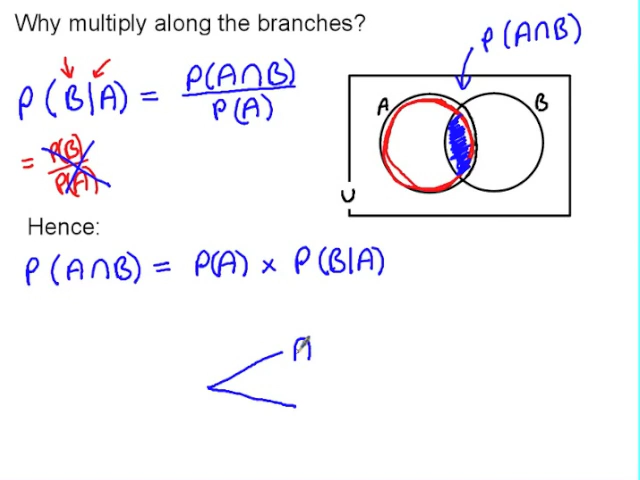 Why multiply along the branches?
P(A∩B)
P(B|A) = P(A∩B)/P(A)
A
B
= P(B)/P(A)
U
Hence:
P(A∩B) = P(A) × P(B|A)
A